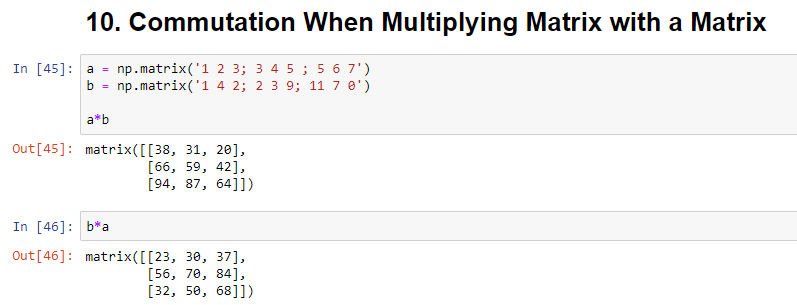 10. Commutation When Multiplying Matrix with a Matrix
In [45]: a = np.matrix('1 2 3; 3 4 5 ; 5 6 7')
b = np.matrix('1 4 2; 2 3 9; 11 7 0')
a*b
Out[45]: matrix([[38, 31, 20],
[66, 59, 42],
[94, 87, 64]])
In [46]: b*a
Out[46]: matrix([[23, 30, 37],
[56, 70, 84],
[32, 50, 68]])